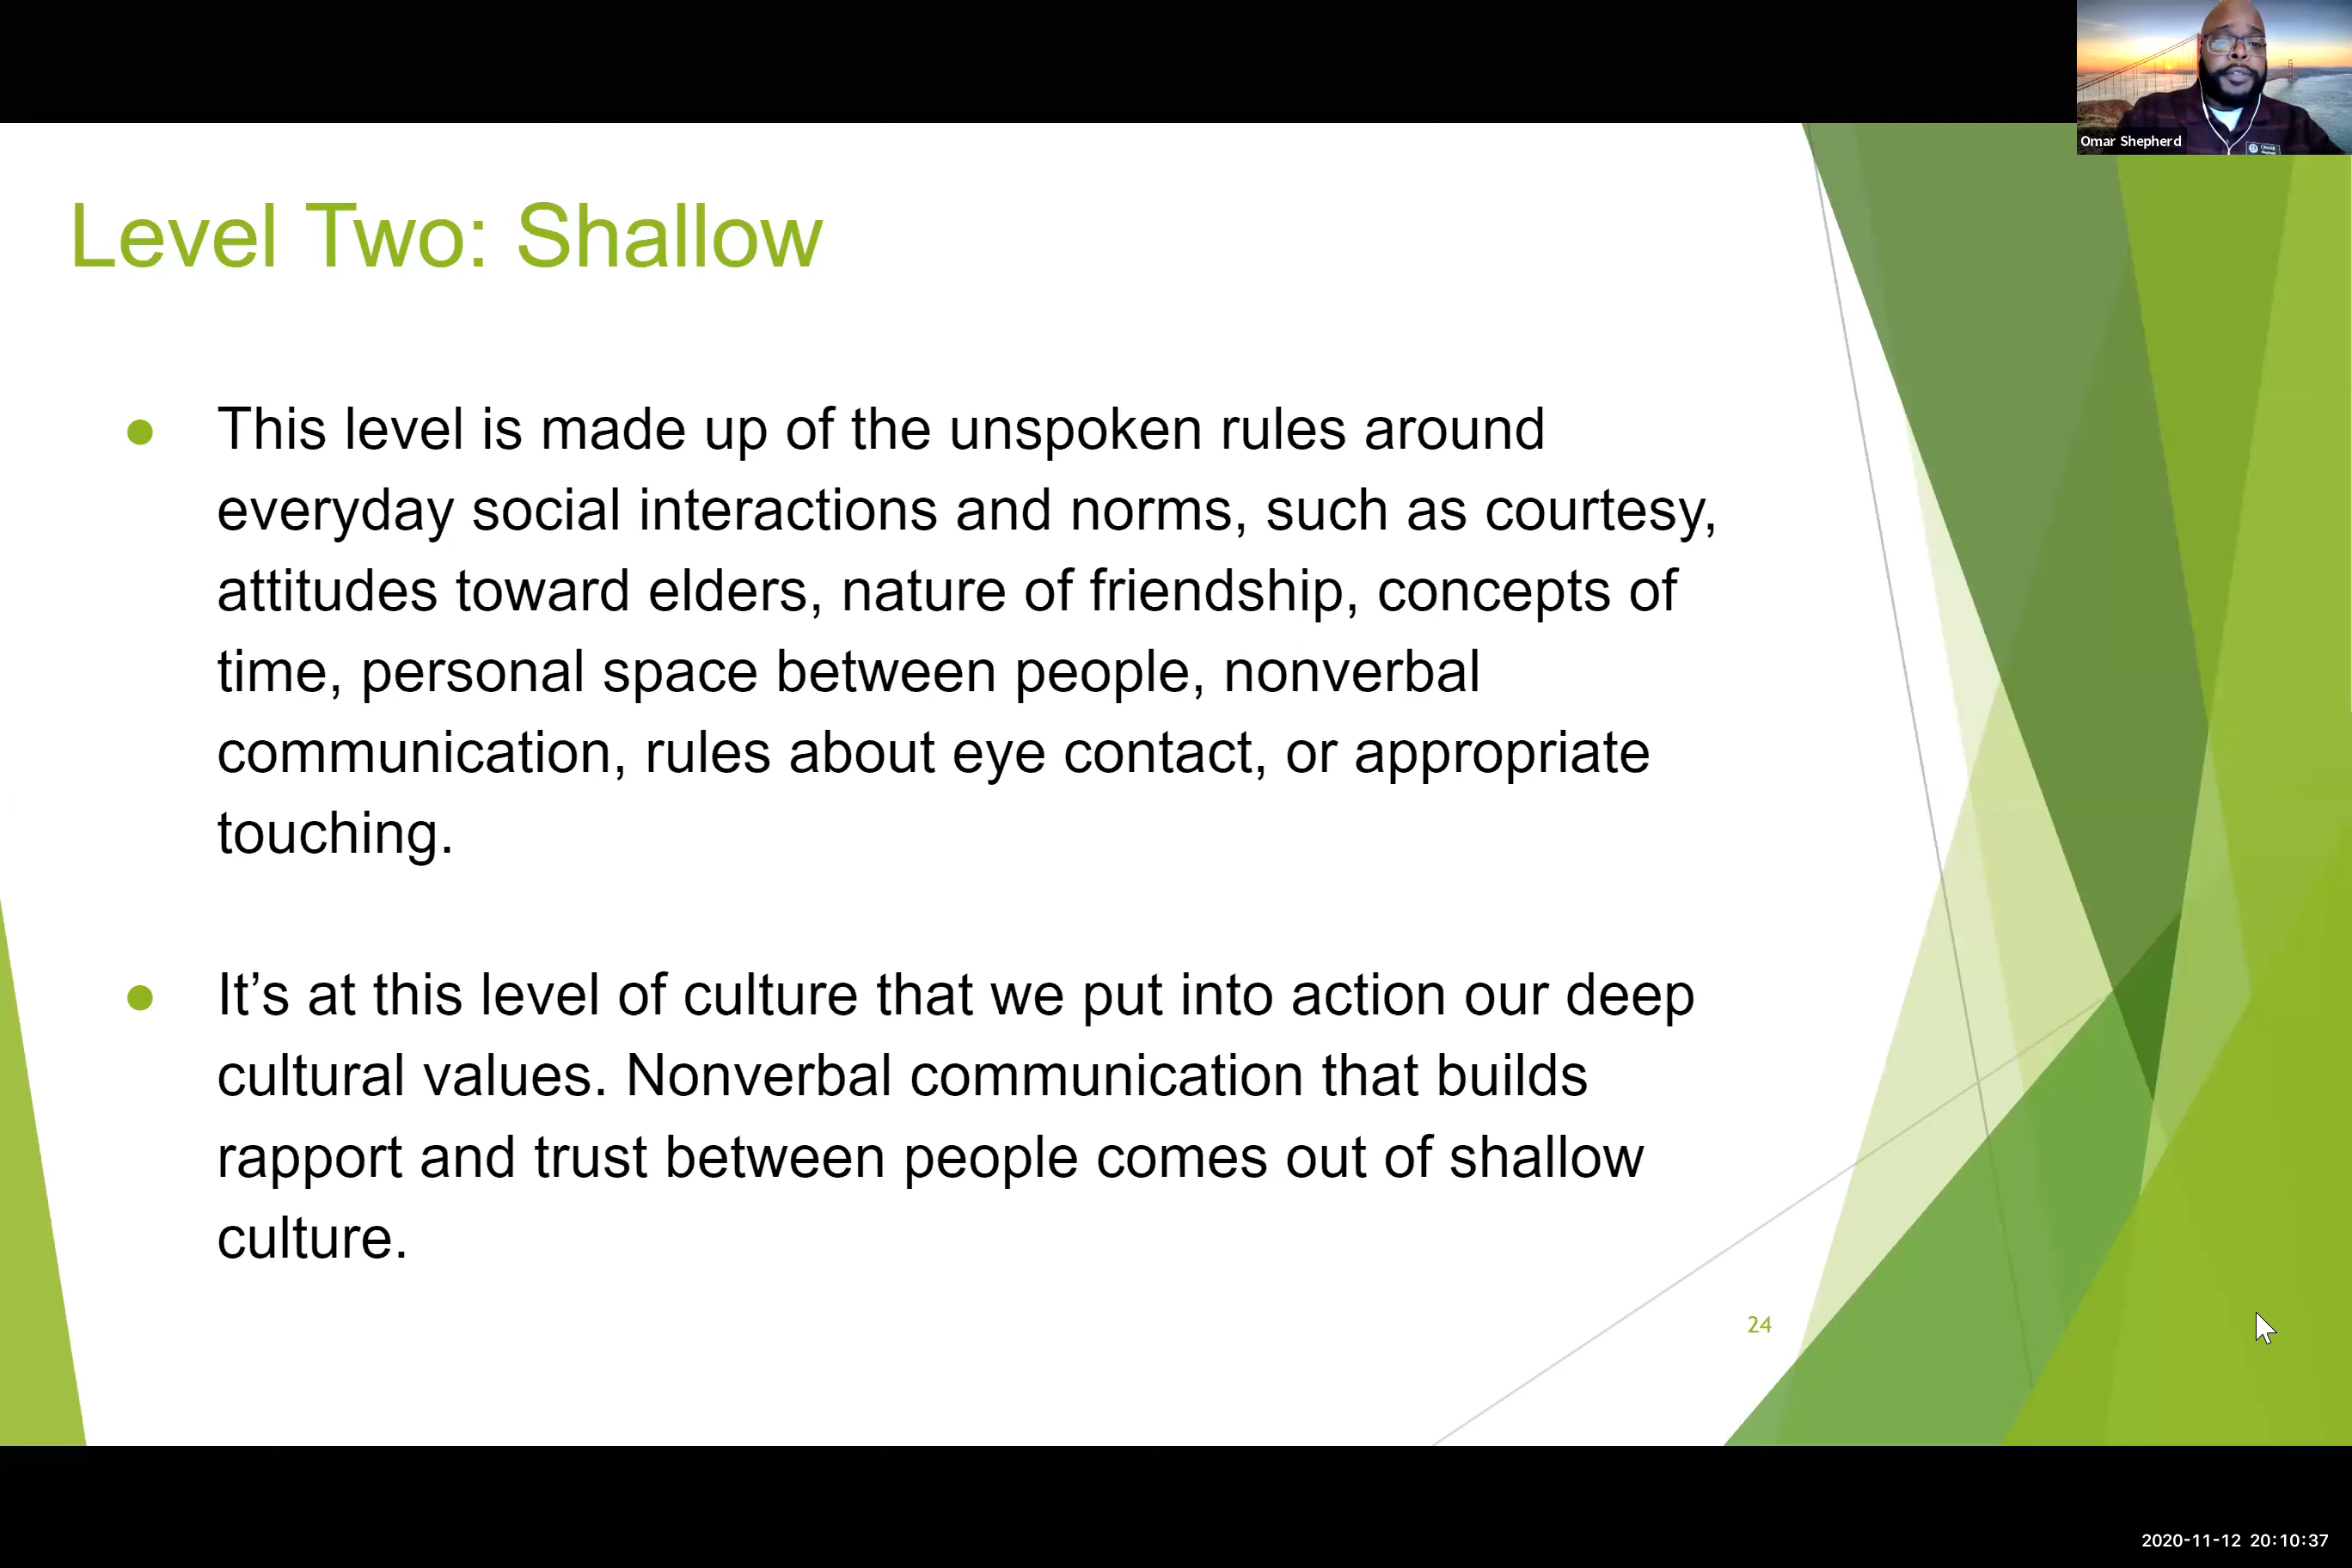 Omar Shepherd
Level Two: Shallow
● This level is made up of the unspoken rules around
everyday social interactions and norms, such as courtesy,
attitudes toward elders, nature of friendship, concepts of
time, personal space between people, nonverbal
communication, rules about eye contact, or appropriate
touching.
● It’s at this level of culture that we put into action our deep
cultural values. Nonverbal communication that builds
rapport and trust between people comes out of shallow
culture.
24
2020-11-12 20:10:37